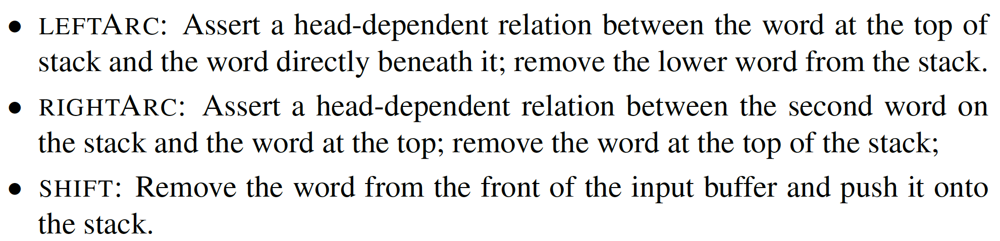 • LEFTARC: Assert a head-dependent relation between the word at the top of
stack and the word directly beneath it; remove the lower word from the stack.
• RIGHTARC: Assert a head-dependent relation between the second word on
the stack and the word at the top; remove the word at the top of the stack;
• SHIFT: Remove the word from the front of the input buffer and push it onto
the stack.